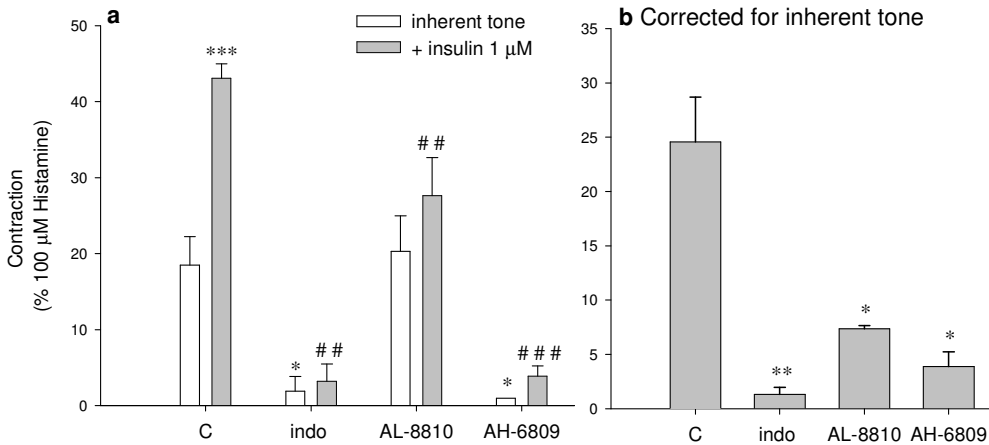 a
inherent tone
+ insulin 1 μM
b Corrected for inherent tone
Contraction
(% 100 μM Histamine)
50
40
30
20
10
0
***
*
# #
# #
*
# # #
C
indo
AL-8810
AH-6809
35
30
25
20
15
10
5
0
**
*
*
C
indo
AL-8810
AH-6809